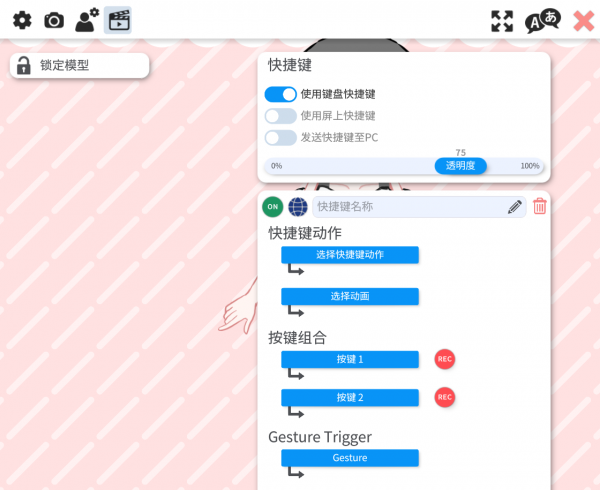 Aあ
锁定模型
快捷键
使用键盘快捷键
使用屏上快捷键
发送快捷键至PC
75
0% 透明度 100%
ON 快捷键名称
快捷键动作
选择快捷键动作
选择动画
按键组合
按键 1 REC
按键 2 REC
Gesture Trigger
Gesture